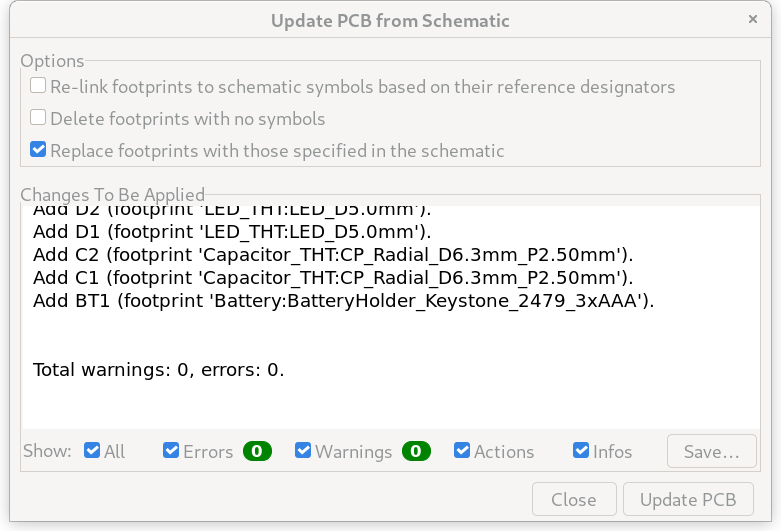 Update PCB from Schematic
×
Options
Re-link footprints to schematic symbols based on their reference designators
Delete footprints with no symbols
Replace footprints with those specified in the schematic
Changes To Be Applied
Add D2 (footprint 'LED_THT:LED_D5.0mm').
Add D1 (footprint 'LED_THT:LED_D5.0mm').
Add C2 (footprint 'Capacitor_THT:CP_Radial_D6.3mm_P2.50mm').
Add C1 (footprint 'Capacitor_THT:CP_Radial_D6.3mm_P2.50mm').
Add BT1 (footprint 'Battery:BatteryHolder_Keystone_2479_3xAAA').
Total warnings: 0, errors: 0.
Show: All Errors 0 Warnings 0 Actions Infos Save...
Close Update PCB